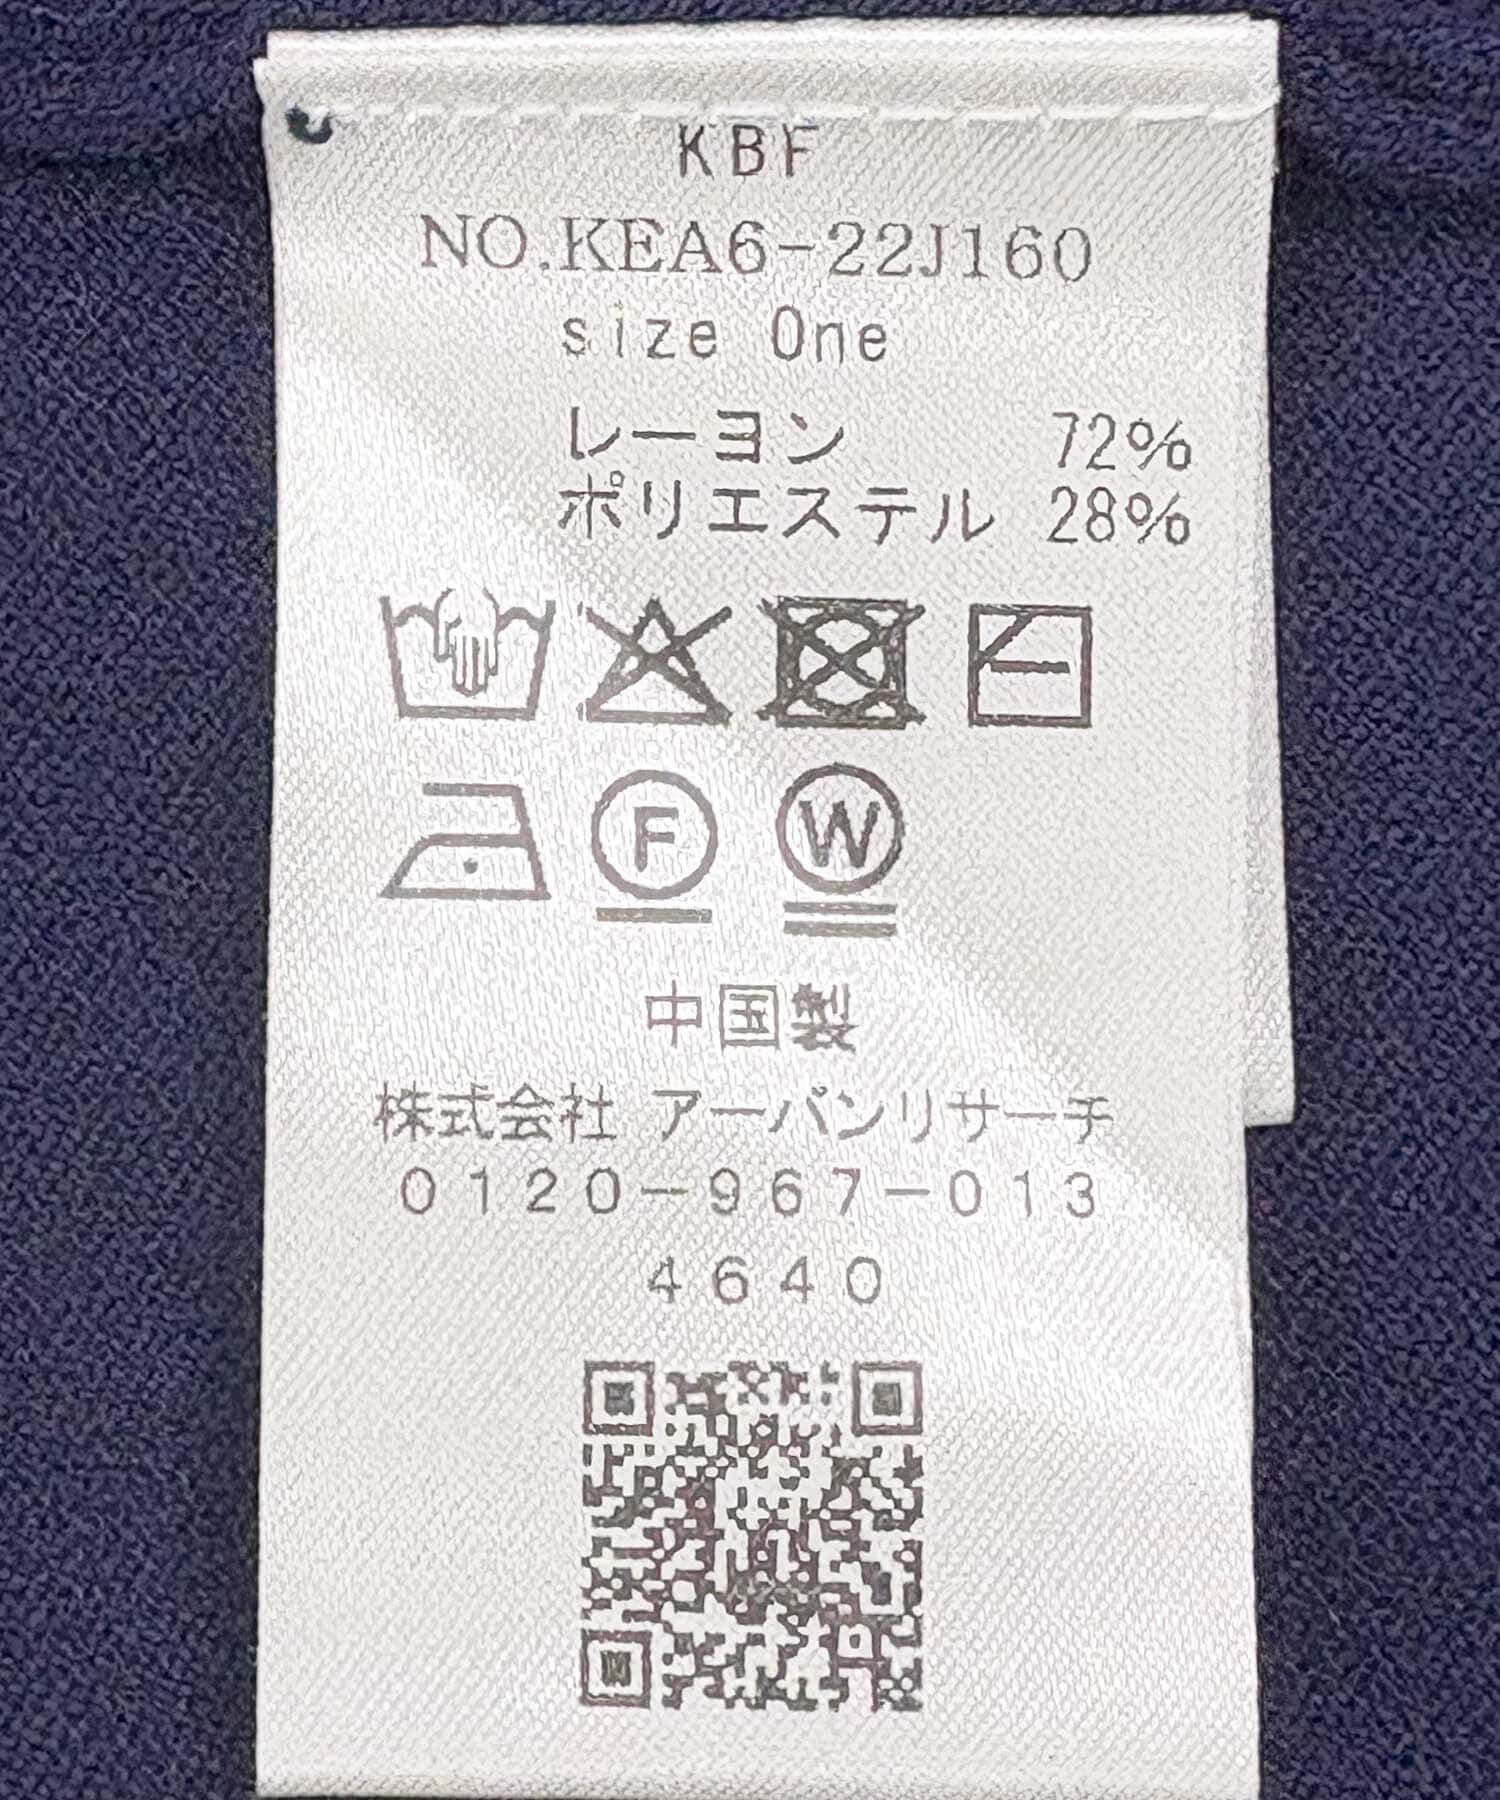 KBF
NO.KEA6-22J160
size One
レーヨン 72%
ポリエステル 28%
F W
中国製
株式会社 アーバンリサーチ
0120-967-013
4640